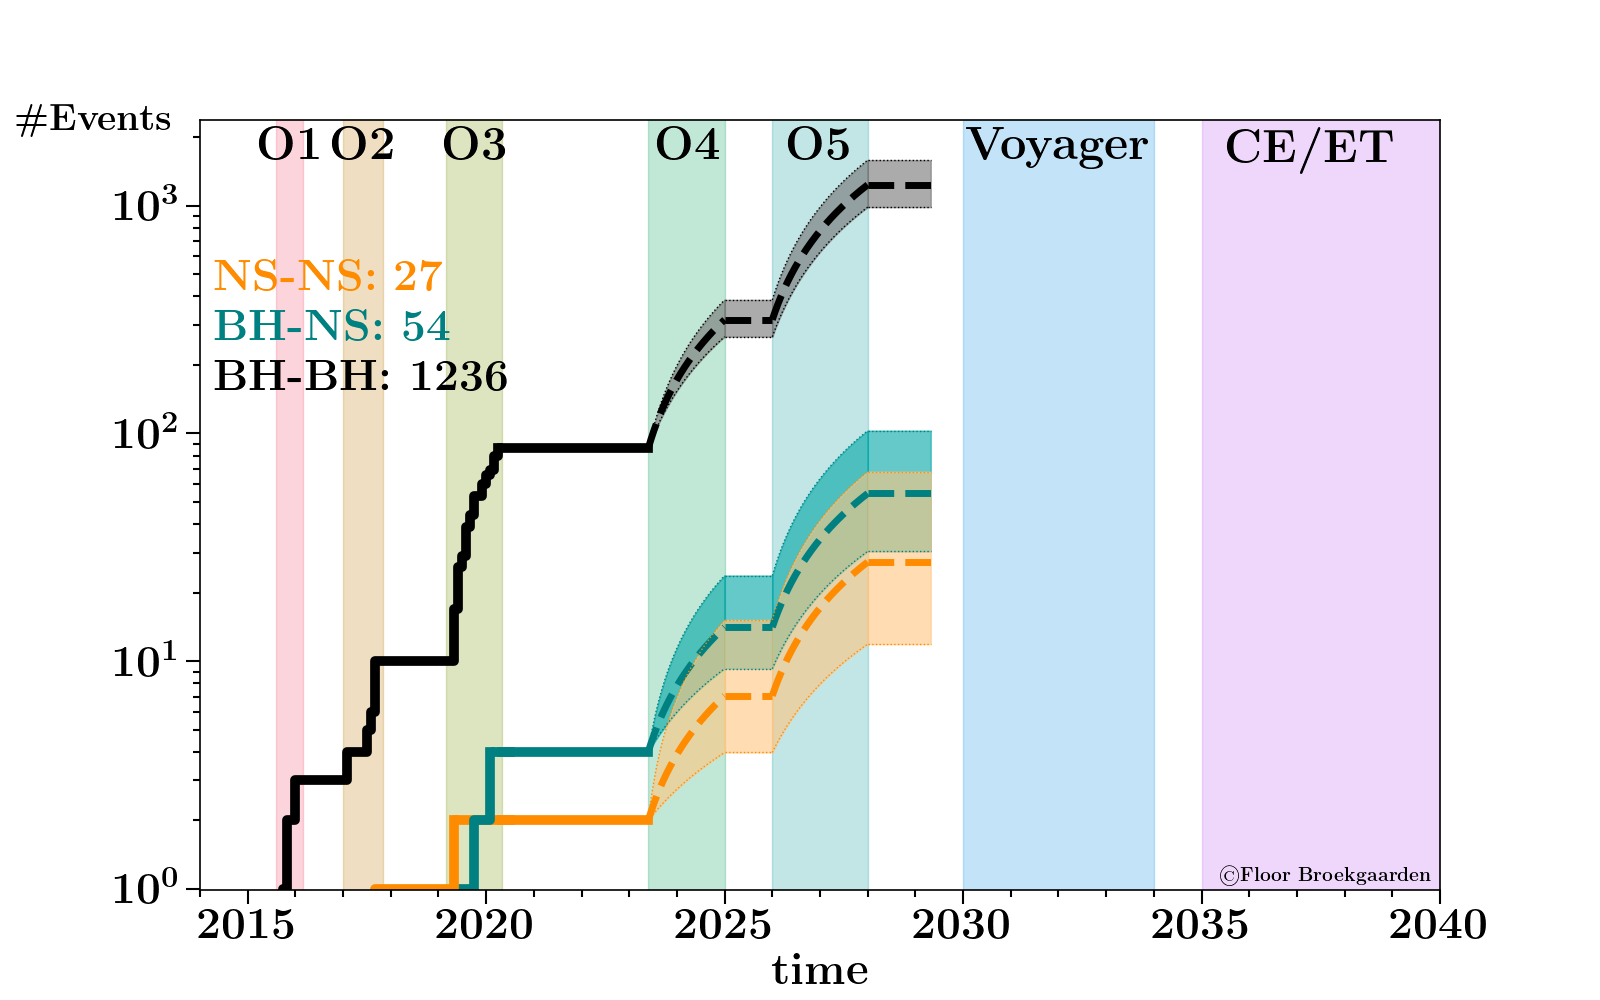 #Events
O1 O2 O3 O4 O5 Voyager CE/ET
10³
NS-NS: 27
BH-NS: 54
BH-BH: 1236
10²
10¹
©Floor Broekgaarden
10⁰
2015 2020 2025 2030 2035 2040
time